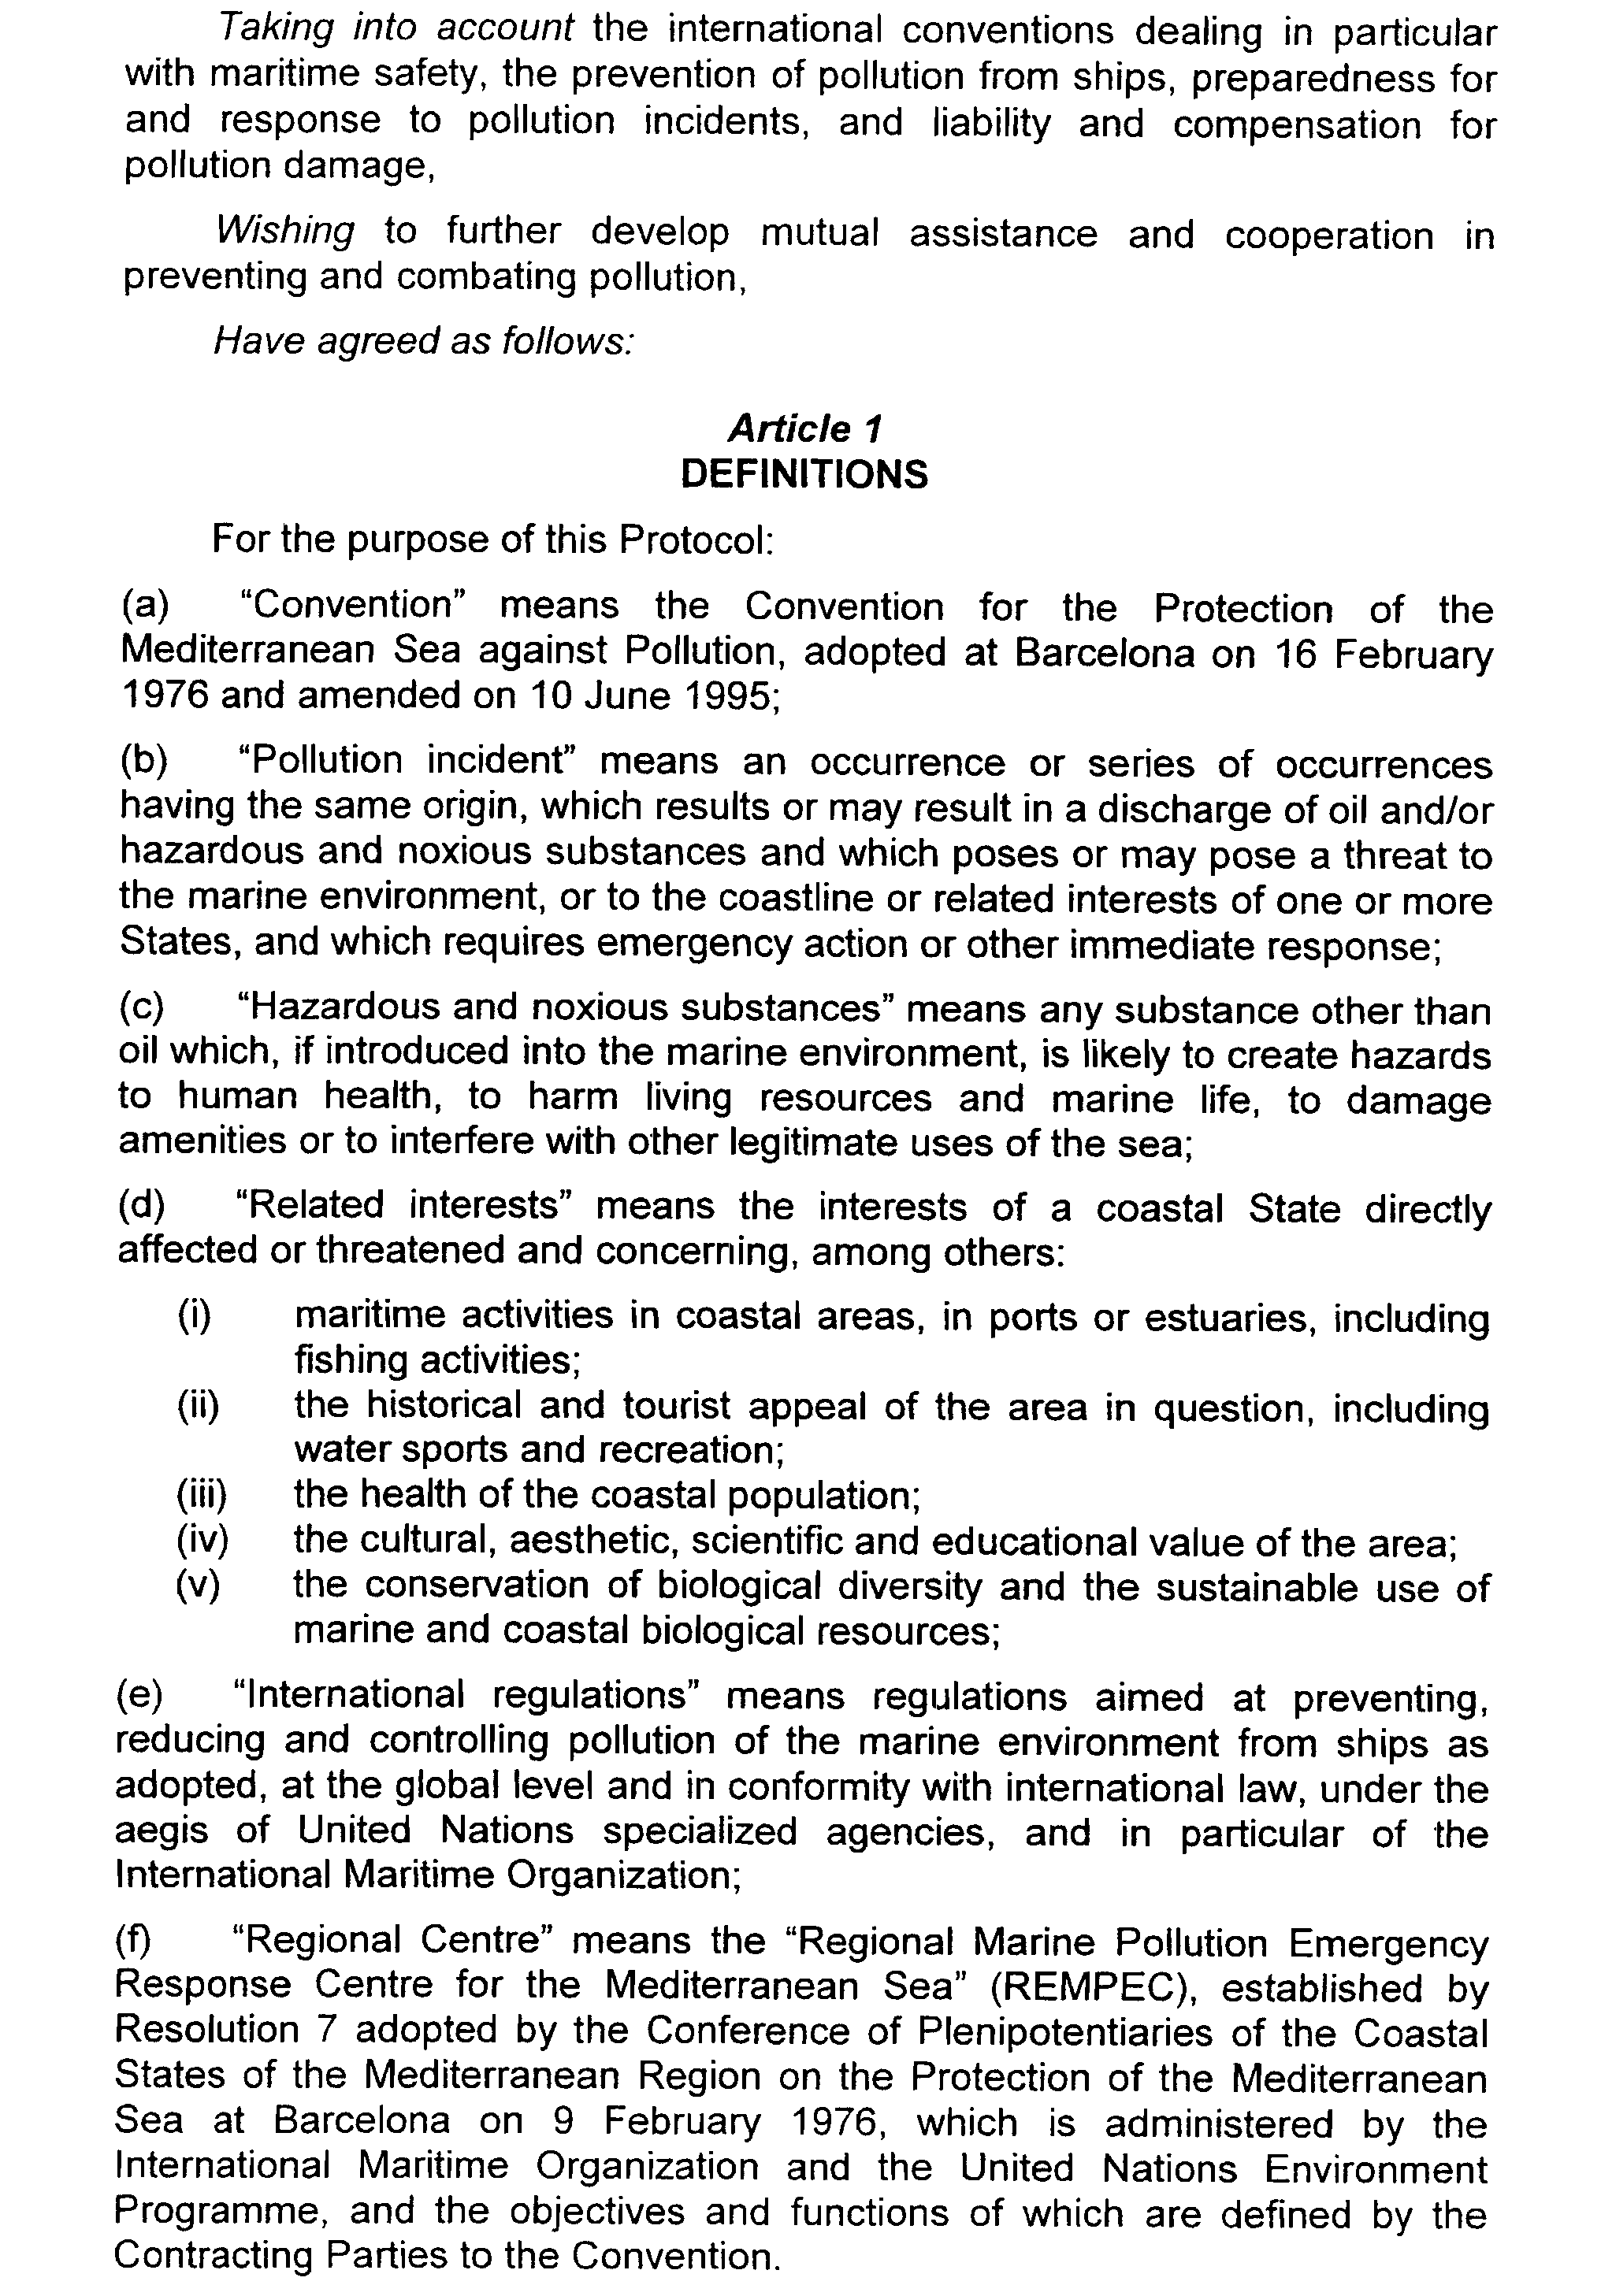 Taking into account the international conventions dealing in particular
with maritime safety, the prevention of pollution from ships, preparedness for
and response to pollution incidents, and liability and compensation for
pollution damage,
Wishing to further develop mutual assistance and cooperation in
preventing and combating pollution,
Have agreed as follows:
Article 1
DEFINITIONS
For the purpose of this Protocol:
(a) “Convention” means the Convention for the Protection of the
Mediterranean Sea against Pollution, adopted at Barcelona on 16 February
1976 and amended on 10 June 1995;
(b) “Pollution incident” means an occurrence or series of occurrences
having the same origin, which results or may result in a discharge of oil and/or
hazardous and noxious substances and which poses or may pose a threat to
the marine environment, or to the coastline or related interests of one or more
States, and which requires emergency action or other immediate response;
(c) “Hazardous and noxious substances” means any substance other than
oil which, if introduced into the marine environment, is likely to create hazards
to human health, to harm living resources and marine life, to damage
amenities or to interfere with other legitimate uses of the sea;
(d) “Related interests” means the interests of a coastal State directly
affected or threatened and concerning, among others:
(i) maritime activities in coastal areas, in ports or estuaries, including
fishing activities;
(ii) the historical and tourist appeal of the area in question, including
water sports and recreation;
(iii) the health of the coastal population;
(iv) the cultural, aesthetic, scientific and educational value of the area;
(v) the conservation of biological diversity and the sustainable use of
marine and coastal biological resources;
(e) “International regulations” means regulations aimed at preventing,
reducing and controlling pollution of the marine environment from ships as
adopted, at the global level and in conformity with international law, under the
aegis of United Nations specialized agencies, and in particular of the
International Maritime Organization;
(f) “Regional Centre” means the “Regional Marine Pollution Emergency
Response Centre for the Mediterranean Sea” (REMPEC), established by
Resolution 7 adopted by the Conference of Plenipotentiaries of the Coastal
States of the Mediterranean Region on the Protection of the Mediterranean
Sea at Barcelona on 9 February 1976, which is administered by the
International Maritime Organization and the United Nations Environment
Programme, and the objectives and functions of which are defined by the
Contracting Parties to the Convention.